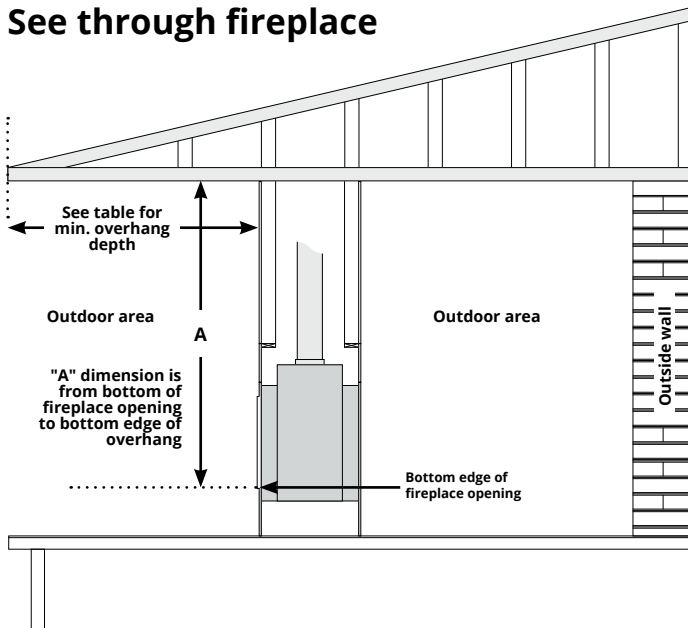 See through fireplace
See table for
min. overhang
depth
Outdoor area
A
Outdoor area
Outside wall
"A" dimension is
from bottom of
fireplace opening
to bottom edge of
overhang
Bottom edge of
fireplace opening